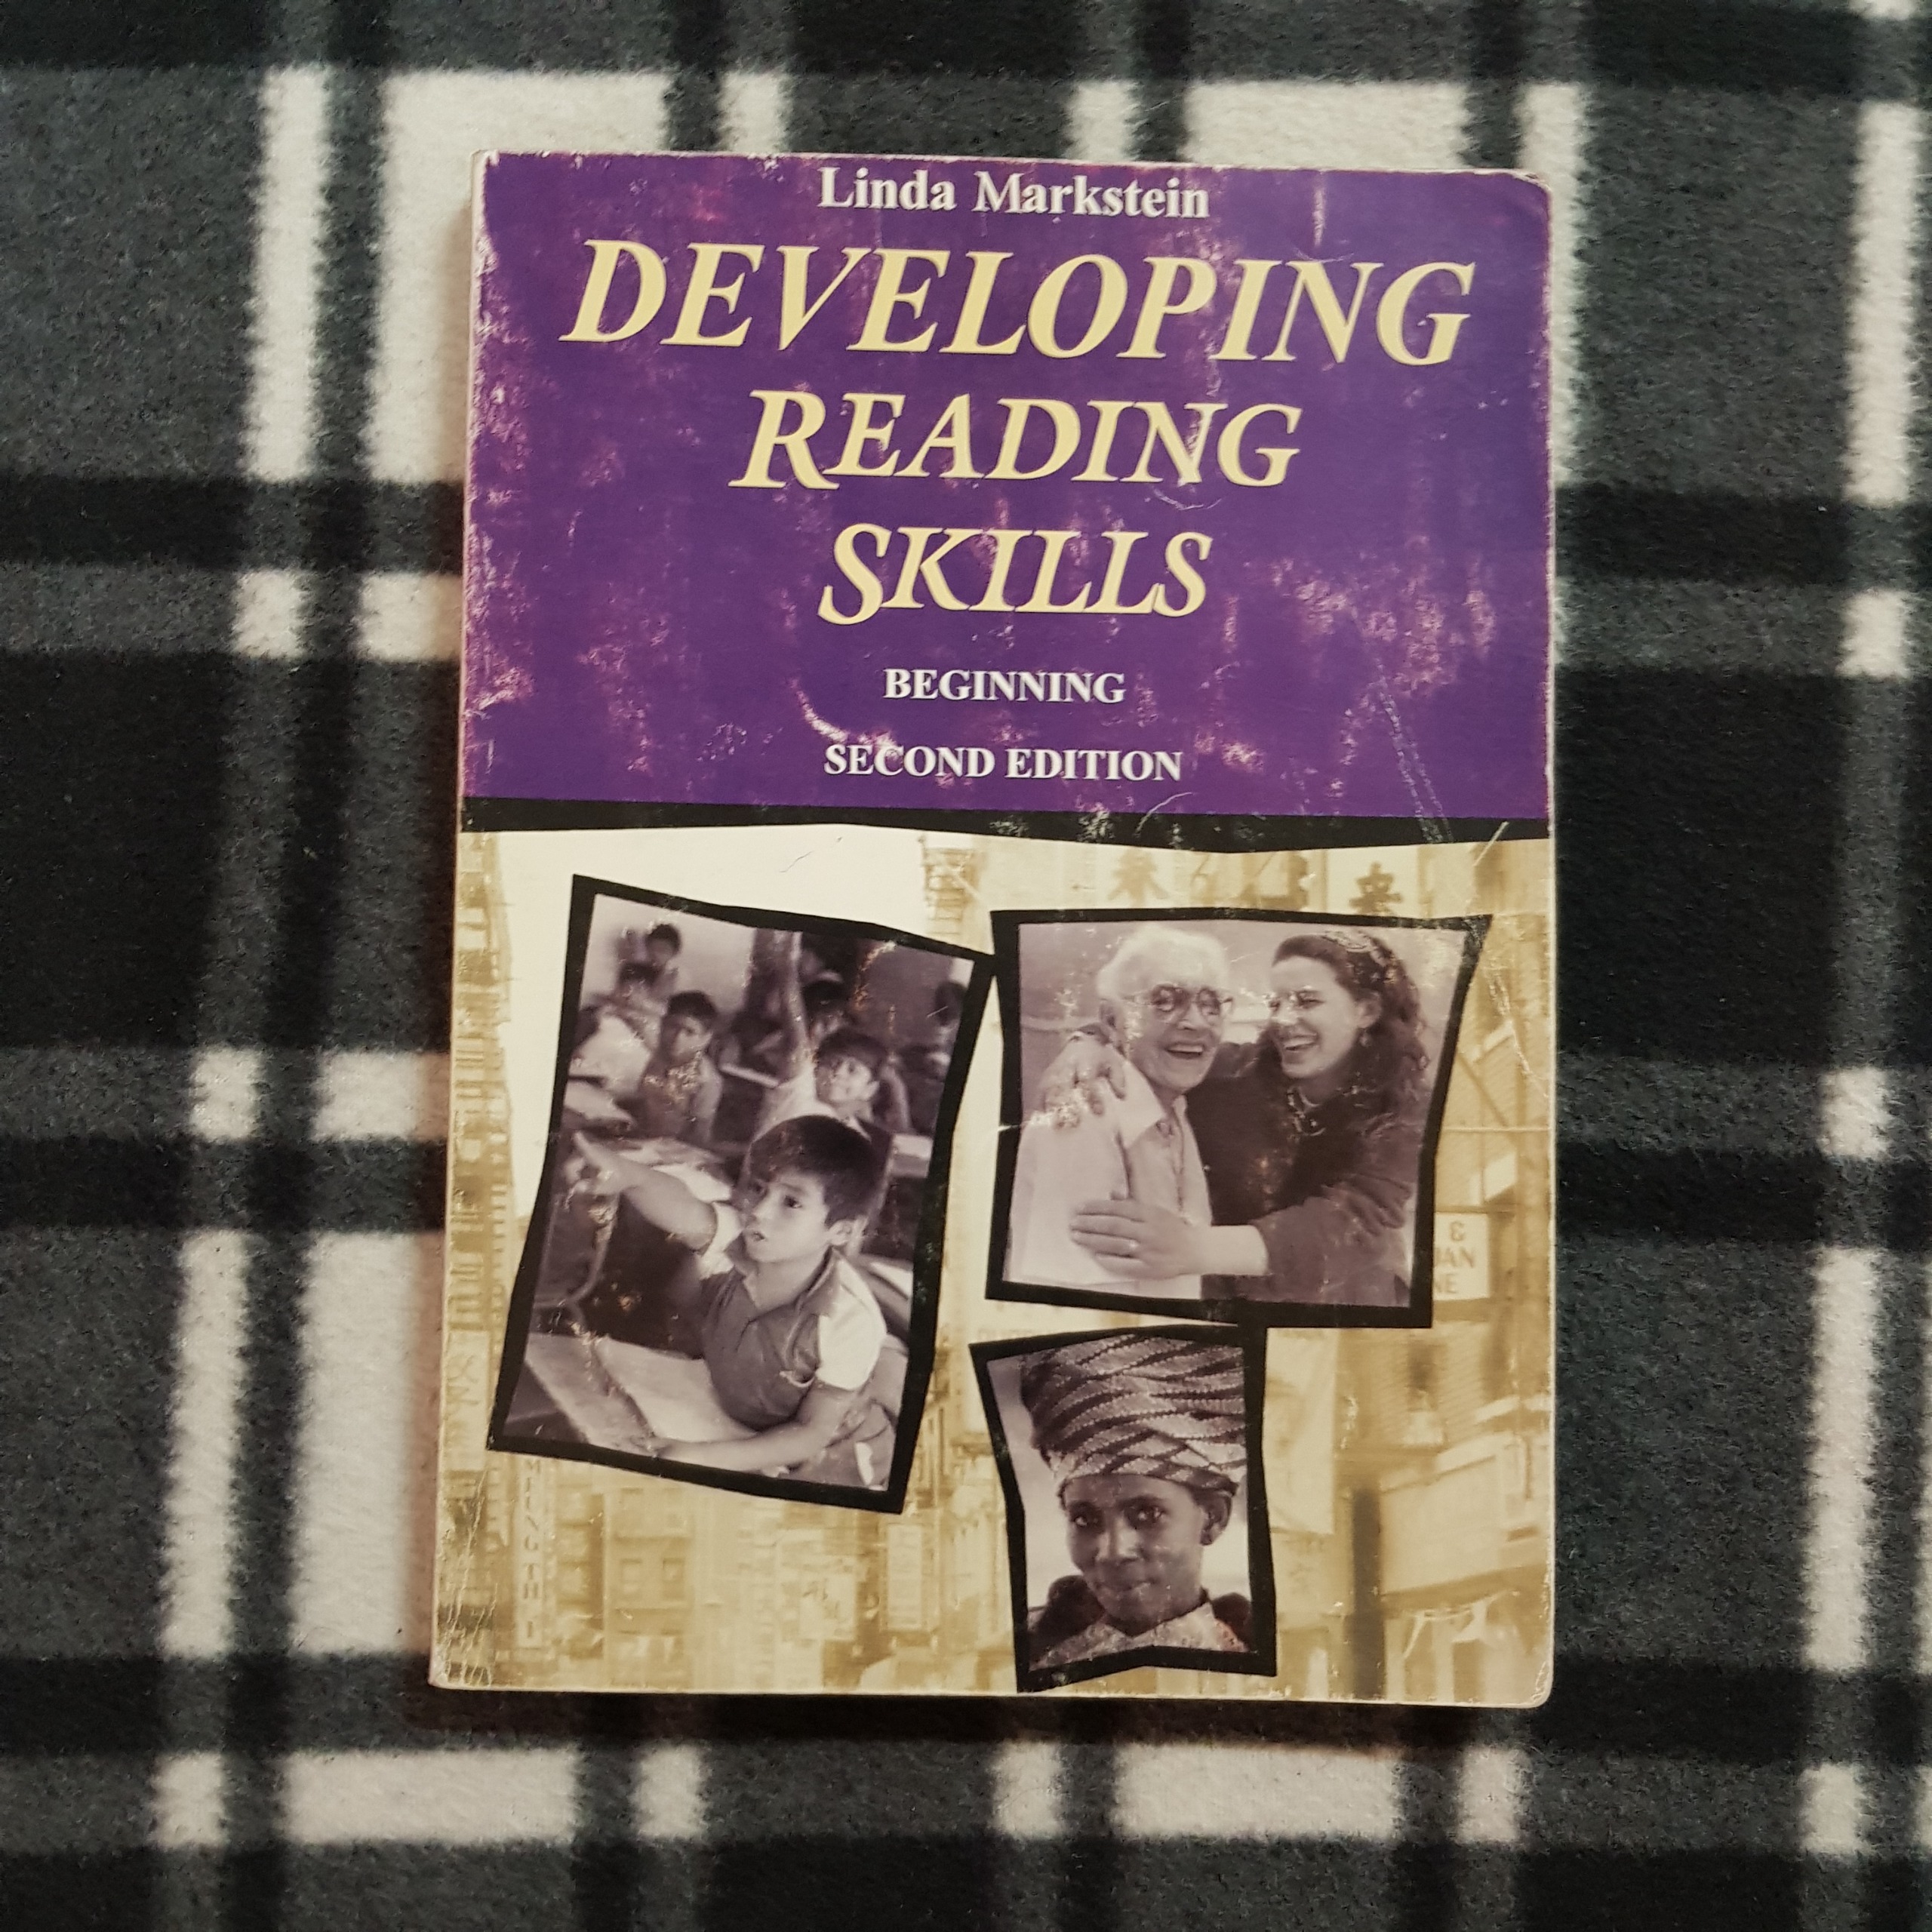 Linda Markstein
DEVELOPING
READING
SKILLS
BEGINNING
SECOND EDITION
&